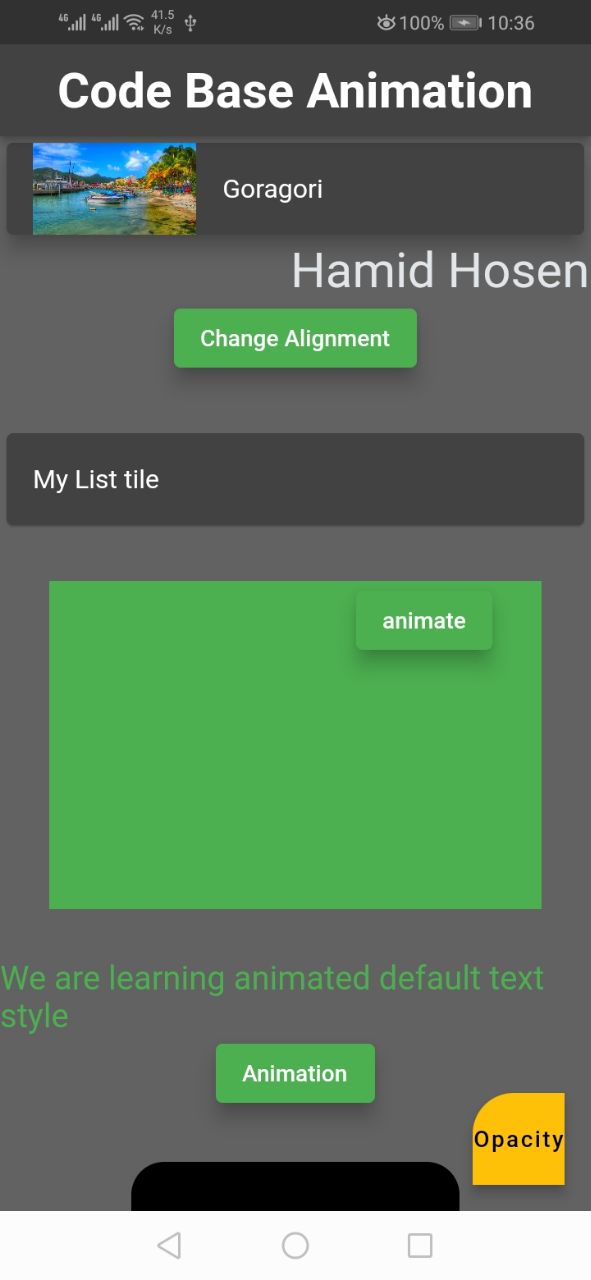 4G 4G 41.5 K/s 100% 10:36
Code Base Animation
Goragori
Hamid Hosen
Change Alignment
My List tile
animate
We are learning animated default text
style
Animation
Opacity